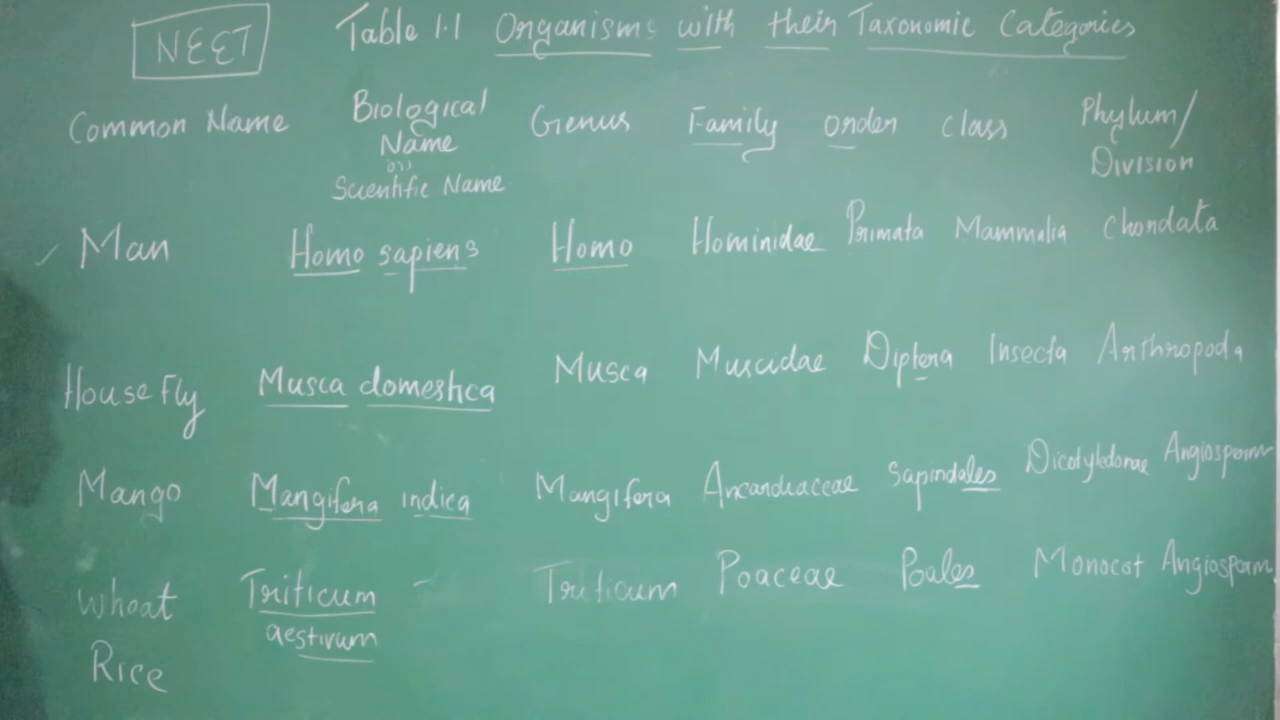 NEET Table 1.1 Organisms with their Taxonomic Categories
Common Name Biological Name (or) Scientific Name Genus Family order class Phylum/ Division
Man Homo sapiens Homo Hominidae Primata Mammalia Chordata
House Fly Musca domestica Musca Muscidae Diptera Insecta Arthropoda
Mango Mangifera indica Mangifera Ancardiaceae Sapindales Dicotyledonae Angiosperm
Wheat Triticum aestivum Triticum Poaceae Poales Monocot Angiosperm
Rice